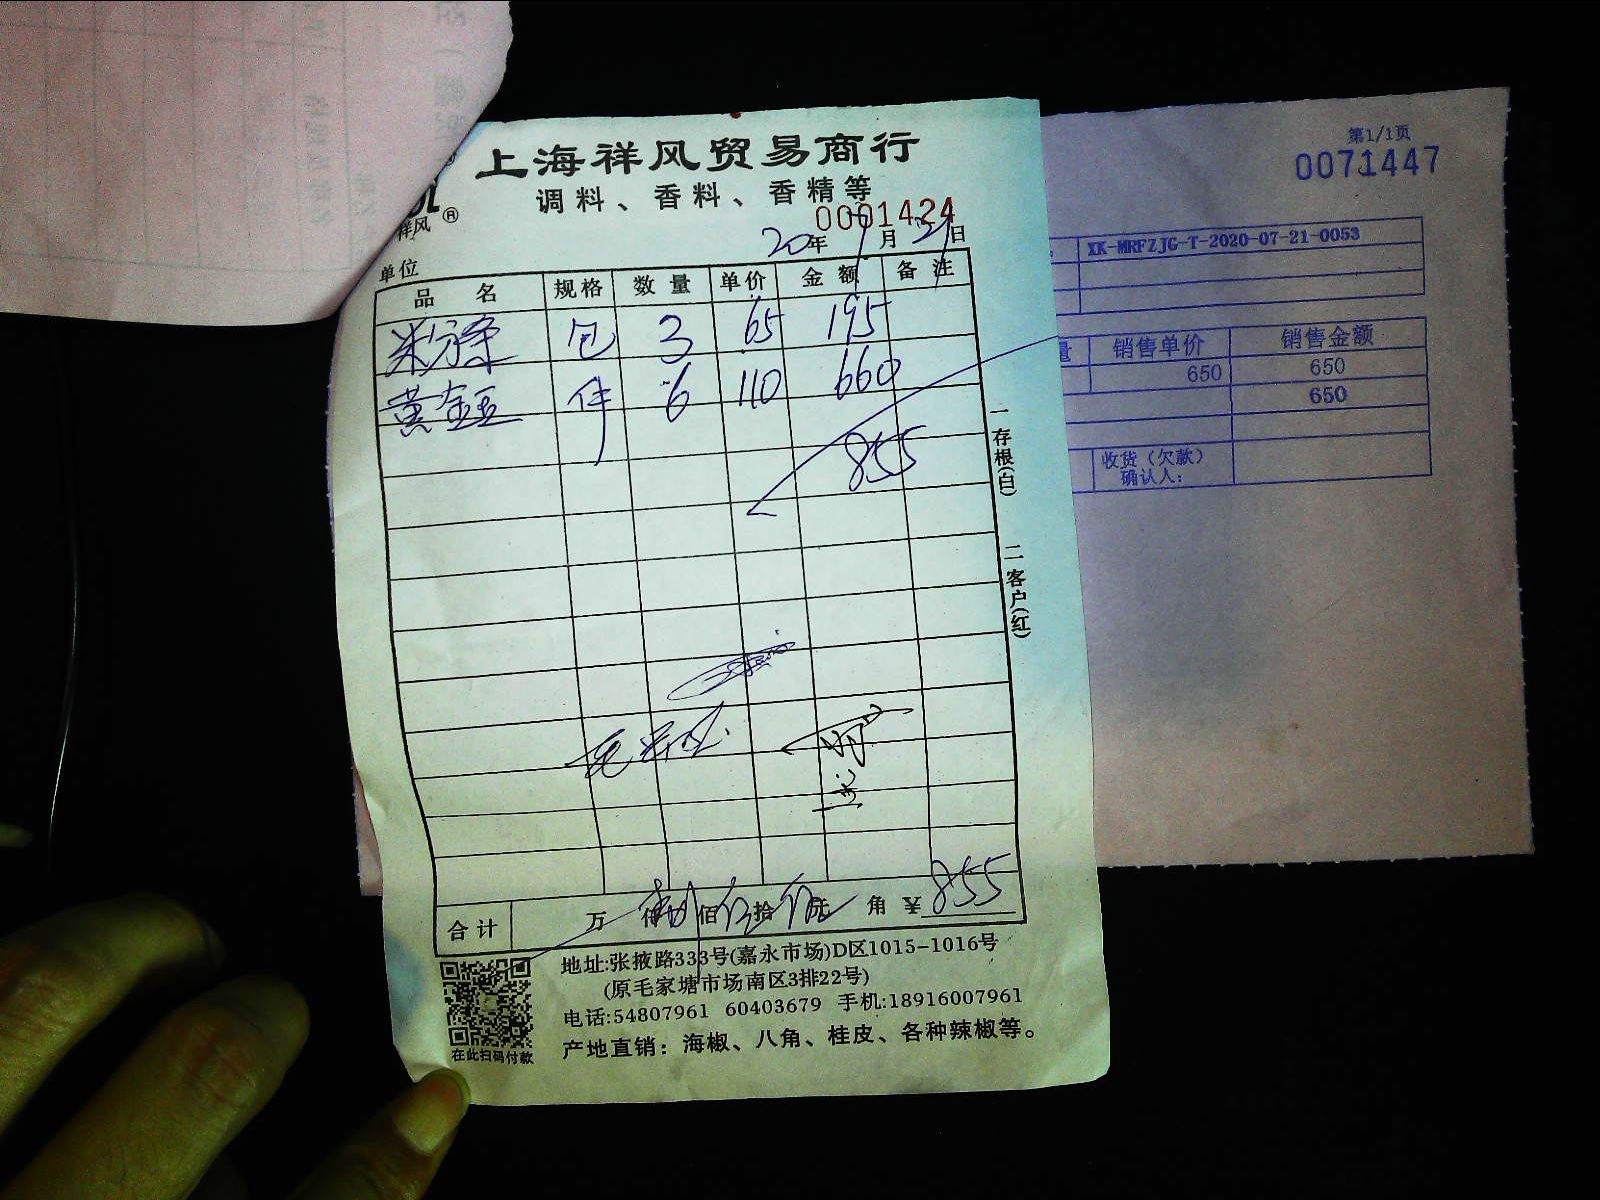 上海祥风贸易商行
调料、香料、香精等
0001424
祥风®
20年7月21日
单位
品名 规格 数量 单价 金额 备注
包 3 65 195
黄金玉 件 6 110 660
855
一存根(白) 二客户(红)
合计 万 仟 捌佰伍拾伍元 角 ¥855
地址:张掖路333号(嘉永市场)D区1015-1016号
(原毛家塘市场南区3排22号)
电话:54807961 60403679 手机:18916007961
产地直销：海椒、八角、桂皮、各种辣椒等。
在此扫码付款
第1/1页
0071447
XK-MRFZJG-T-2020-07-21-0053
量 销售单价 销售金额
650 650
650
收货（欠款）
确认人：